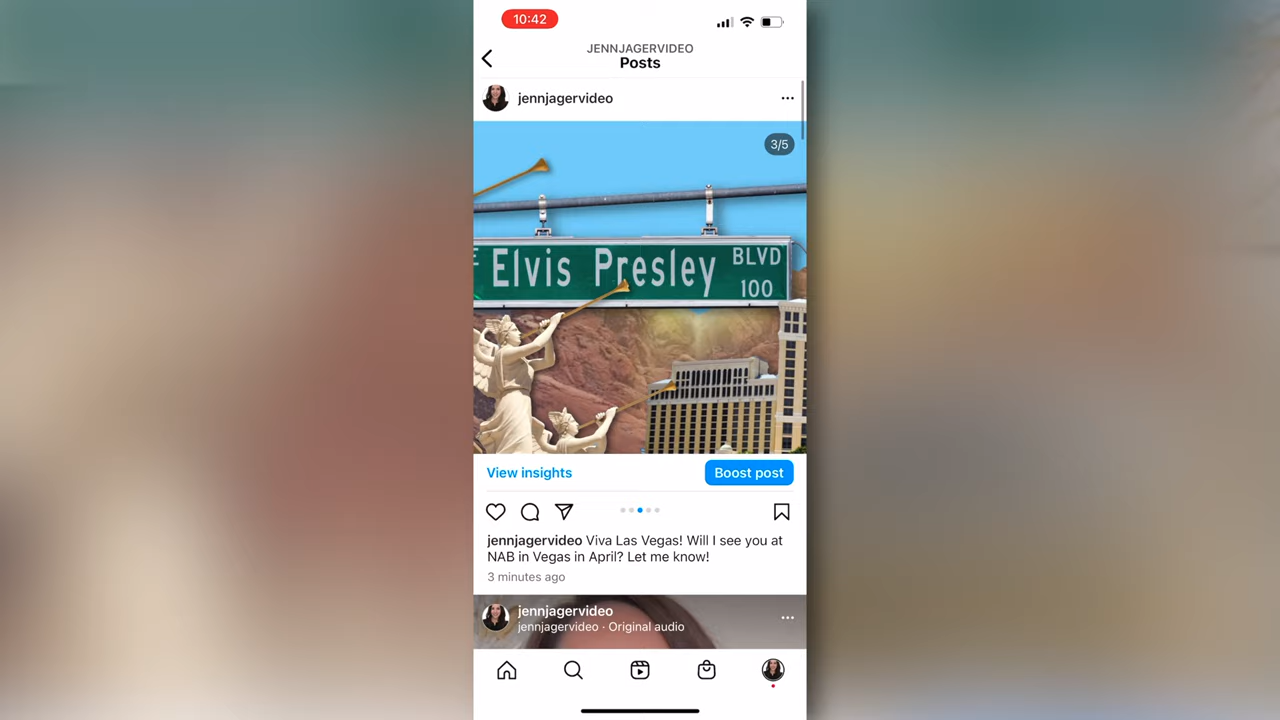 10:42
JENNJAGERVIDEO
Posts
jennjagervideo
3/5
Elvis Presley BLVD
100
View insights
Boost post
jennjagervideo Viva Las Vegas! Will I see you at
NAB in Vegas in April? Let me know!
3 minutes ago
jennjagervideo
jennjagervideo · Original audio